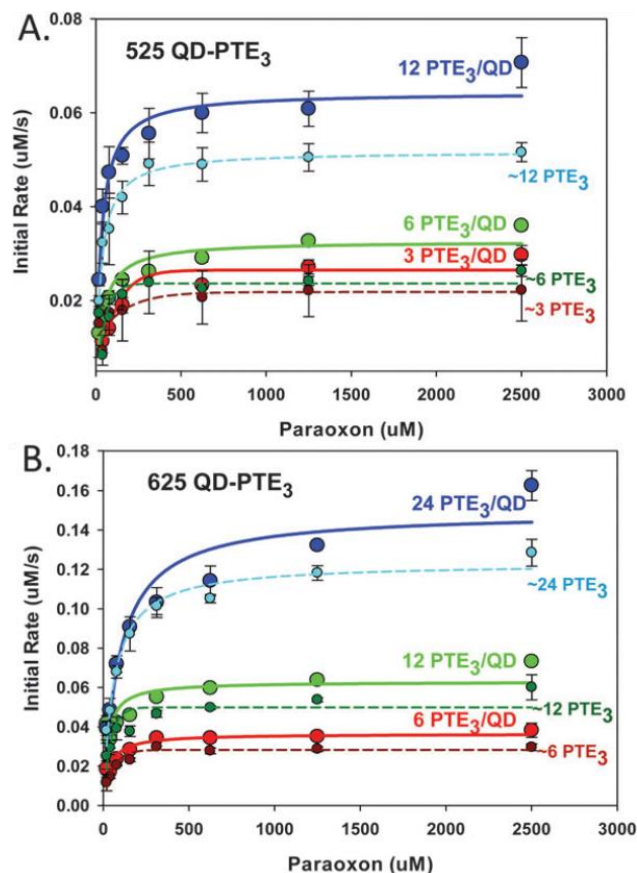 A.
525 QD-PTE3
Initial Rate (uM/s)
0.08
0.06
0.04
0.02
12 PTE3/QD
~12 PTE3
6 PTE3/QD
3 PTE3/QD
~6 PTE3
~3 PTE3
0 500 1000 1500 2000 2500 3000
Paraoxon (uM)
B.
625 QD-PTE3
Initial Rate (uM/s)
0.18
0.16
0.14
0.12
0.10
0.08
0.06
0.04
0.02
0.00
24 PTE3/QD
~24 PTE3
12 PTE3/QD
~12 PTE3
6 PTE3/QD
~6 PTE3
0 500 1000 1500 2000 2500 3000
Paraoxon (uM)